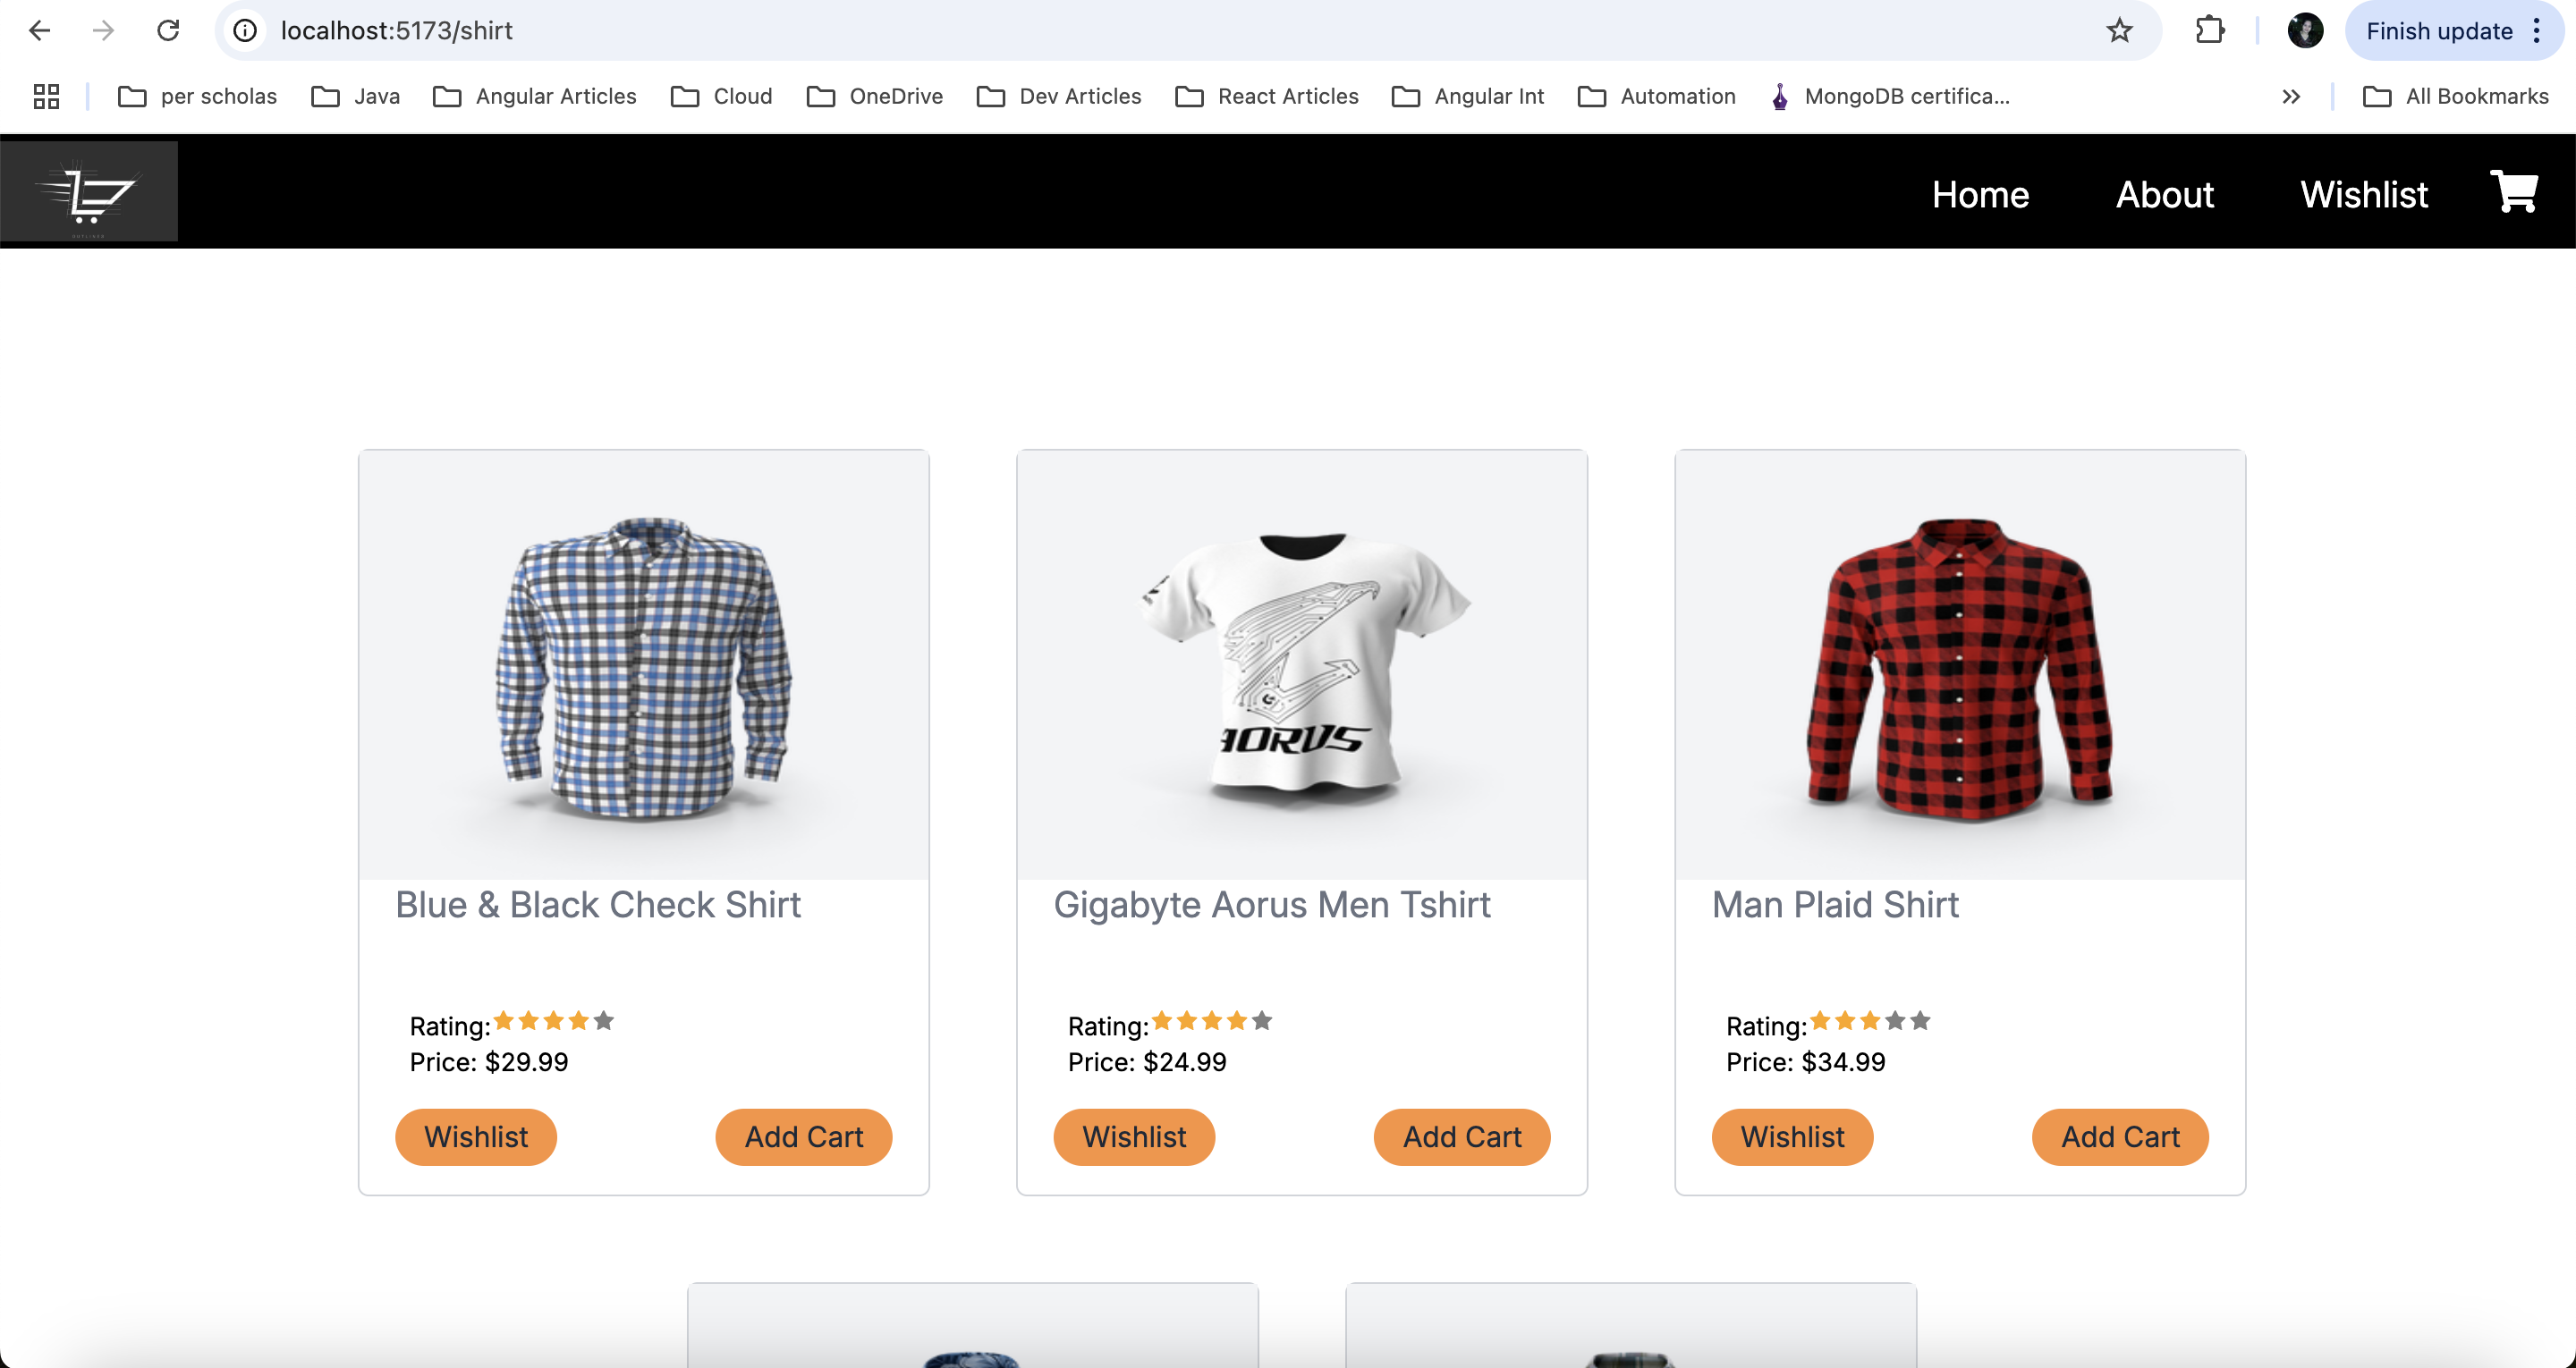 localhost:5173/shirt
Finish update
per scholas Java Angular Articles Cloud OneDrive Dev Articles React Articles Angular Int Automation MongoDB certifica... All Bookmarks
Home About Wishlist
AORUS
Blue & Black Check Shirt
Rating:
Price: $29.99
Wishlist Add Cart
Gigabyte Aorus Men Tshirt
Rating:
Price: $24.99
Wishlist Add Cart
Man Plaid Shirt
Rating:
Price: $34.99
Wishlist Add Cart